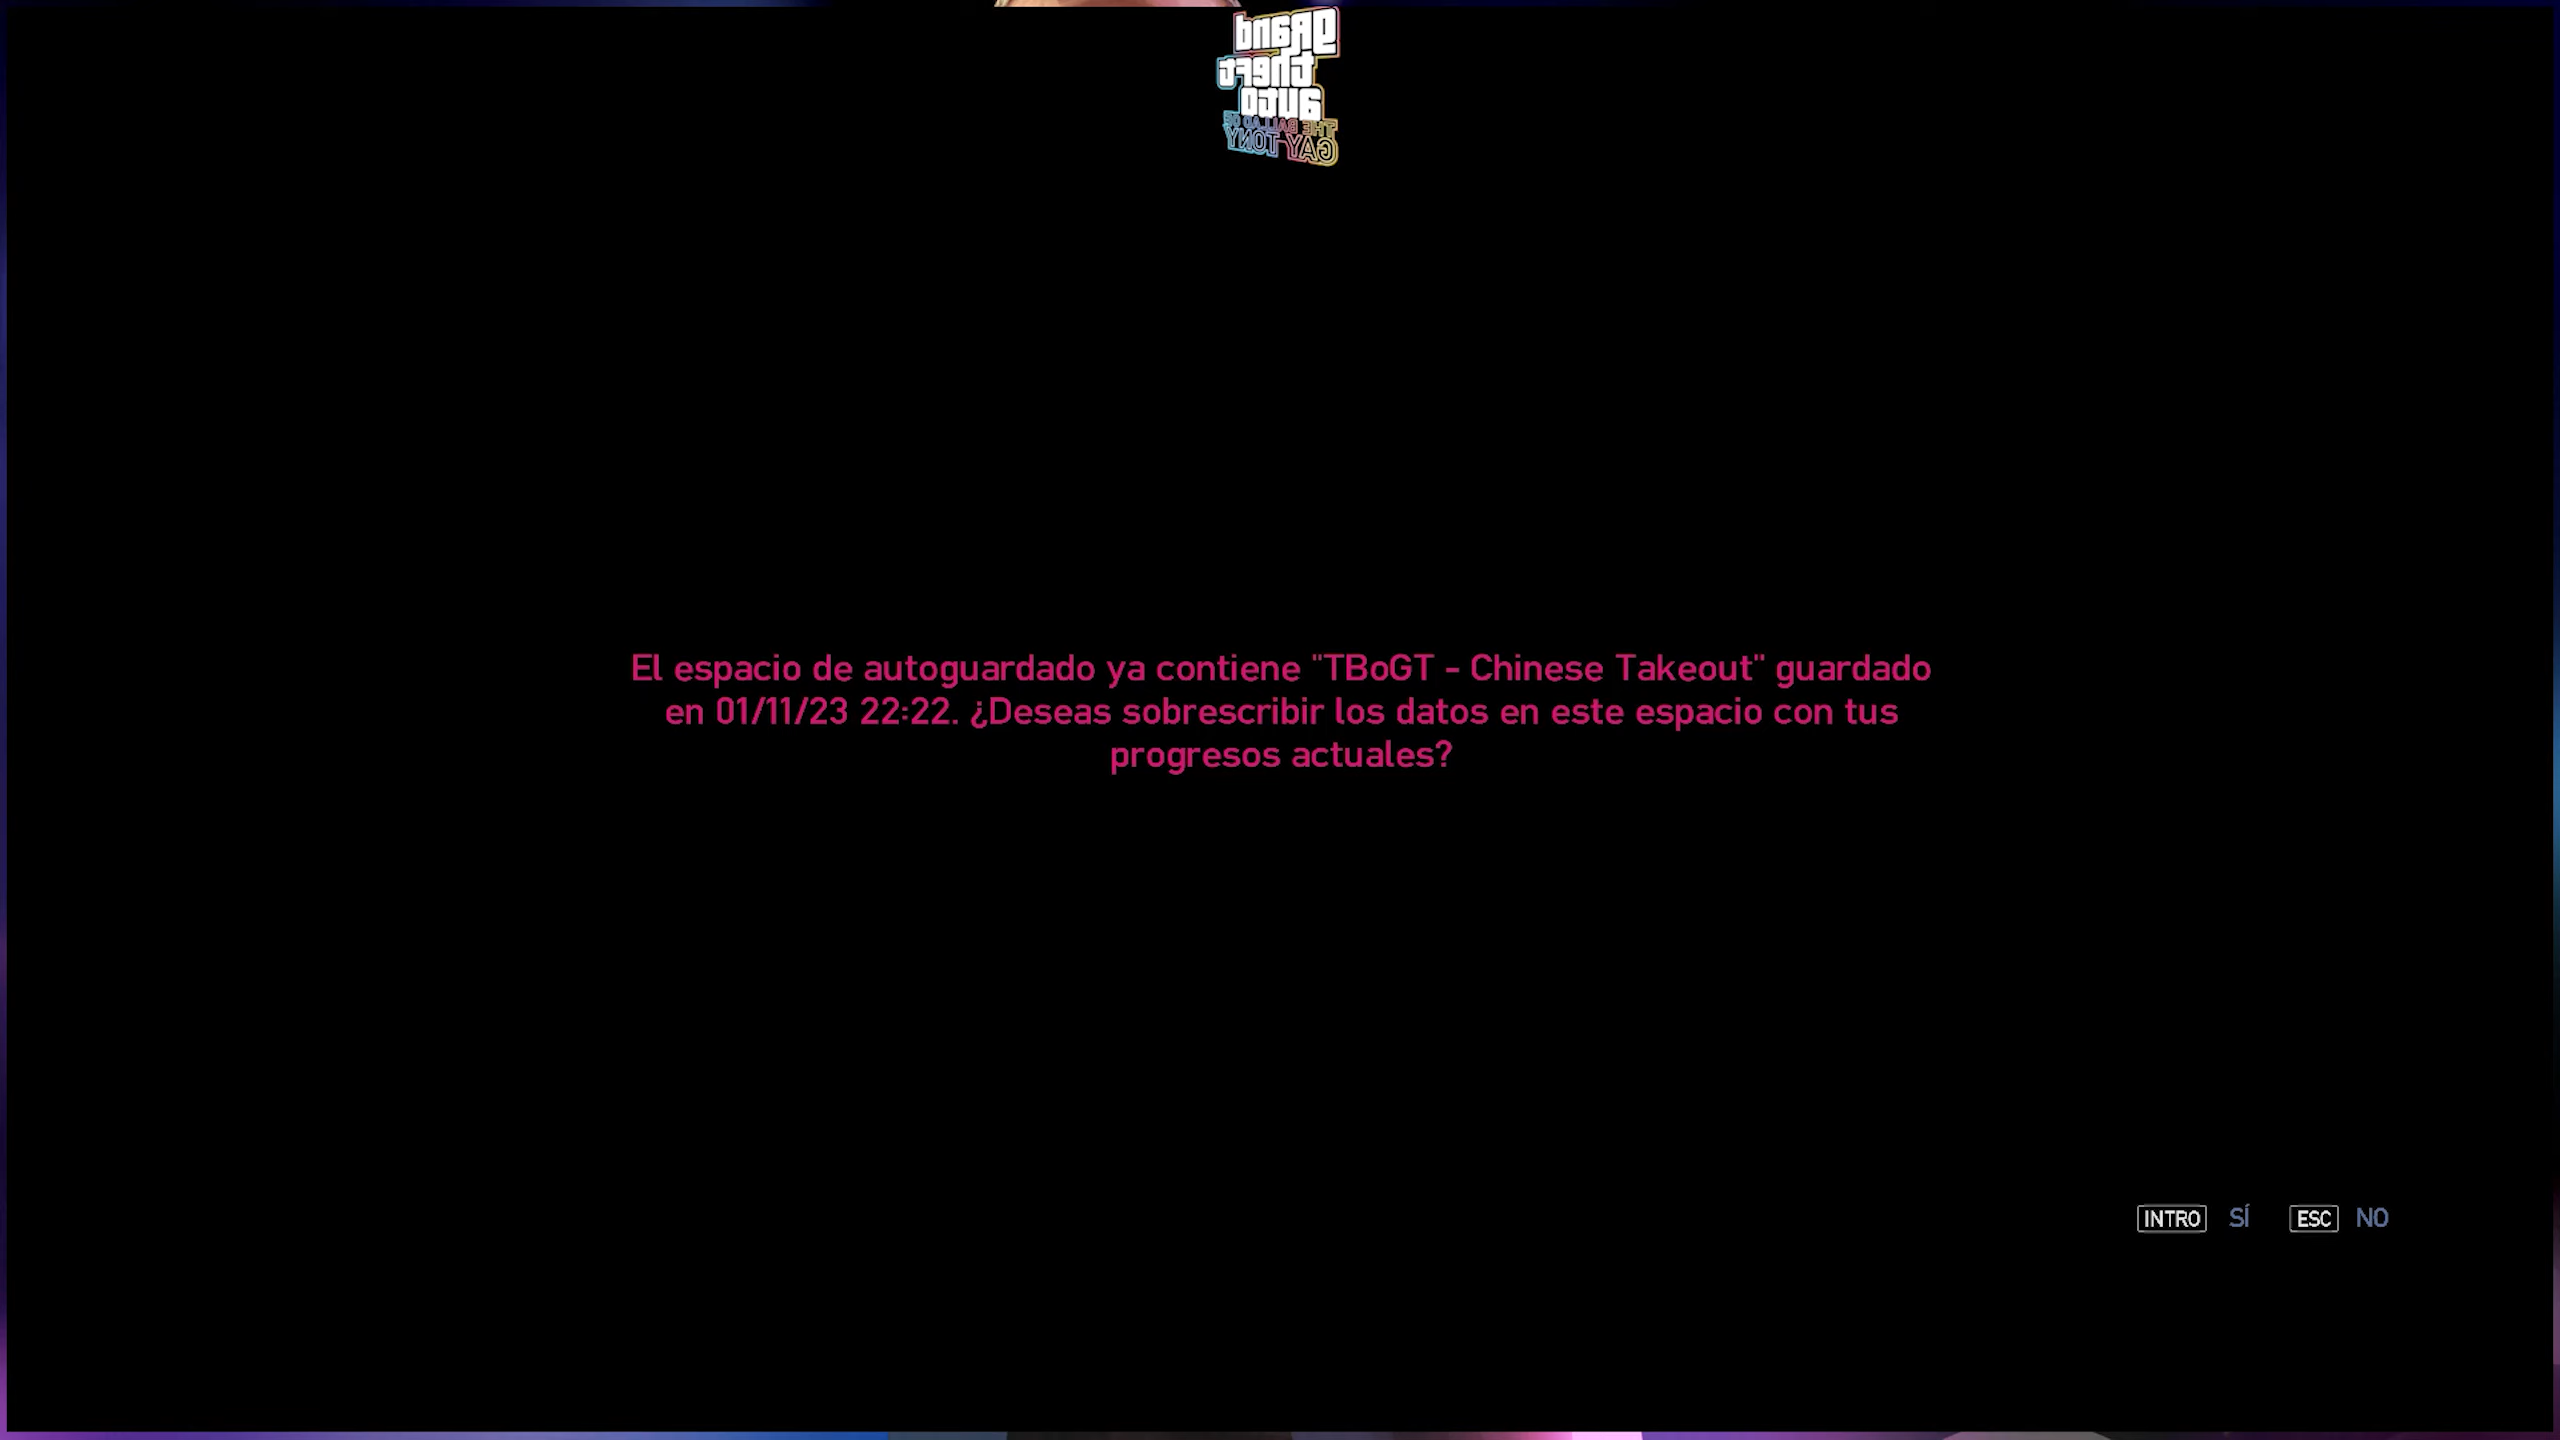 grand
theft
auto
THE BALLAD OF
GAY TONY
El espacio de autoguardado ya contiene "TBoGT - Chinese Takeout" guardado
en 01/11/23 22:22. ¿Deseas sobrescribir los datos en este espacio con tus
progresos actuales?
INTRO SÍ ESC NO